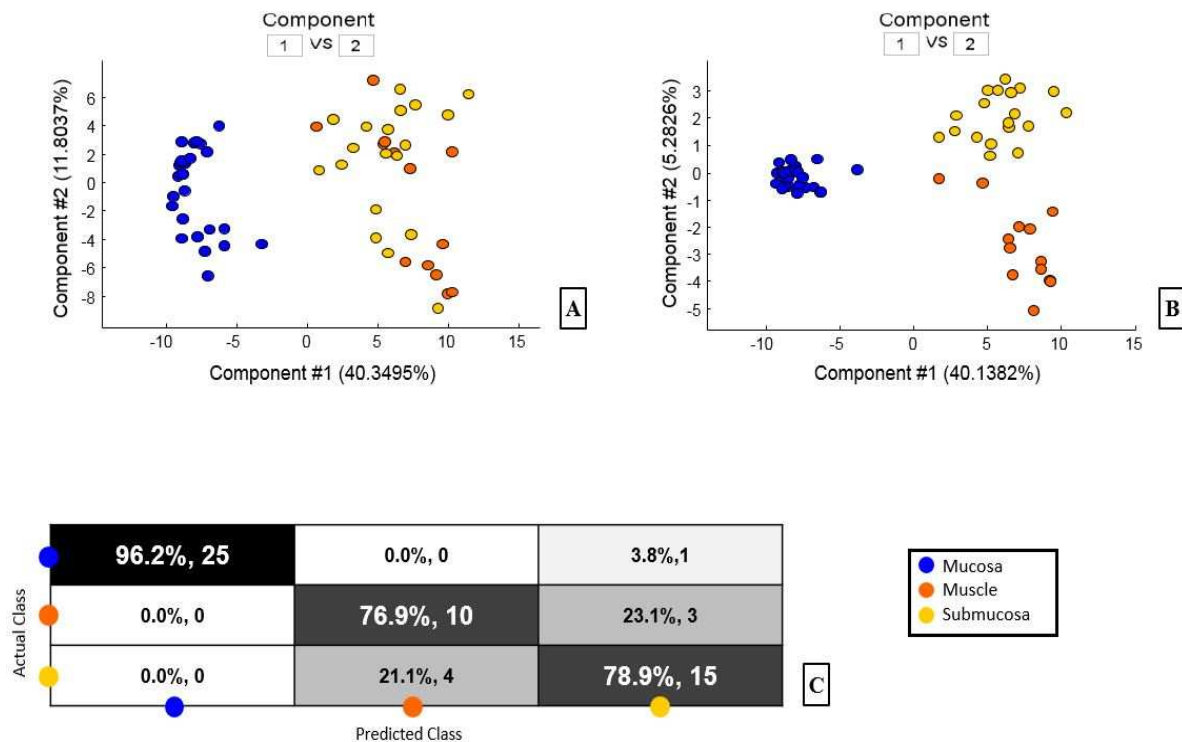 Component
1 vs 2
Component #2 (11.8037%)
6
4
2
0
-2
-4
-6
-8
-10
-5
0
5
10
15
Component #1 (40.3495%)
A
Component
1 vs 2
Component #2 (5.2826%)
3
2
1
0
-1
-2
-3
-4
-5
-10
-5
0
5
10
15
Component #1 (40.1382%)
B
Actual Class
96.2%, 25 0.0%, 0 3.8%,1
0.0%, 0 76.9%, 10 23.1%, 3
0.0%, 0 21.1%, 4 78.9%, 15
Predicted Class
C
Mucosa
Muscle
Submucosa